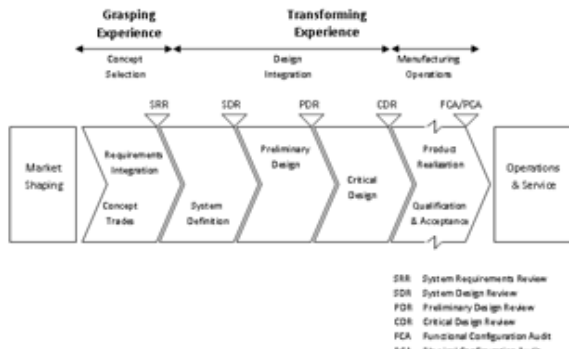 Grasping
Experience
Transforming
Experience
Concept
Selection
Design
Integration
Manufacturing
Operations
SRR
SDR
PDR
CDR
FCA/PCA
Market
Shaping
Requirements
Integration
Concept
Trades
System
Definition
Preliminary
Design
Critical
Design
Product
Realization
Qualification
& Acceptance
Operations
& Service
SRR System Requirements Review
SDR System Design Review
PDR Preliminary Design Review
CDR Critical Design Review
FCA Functional Configuration Audit